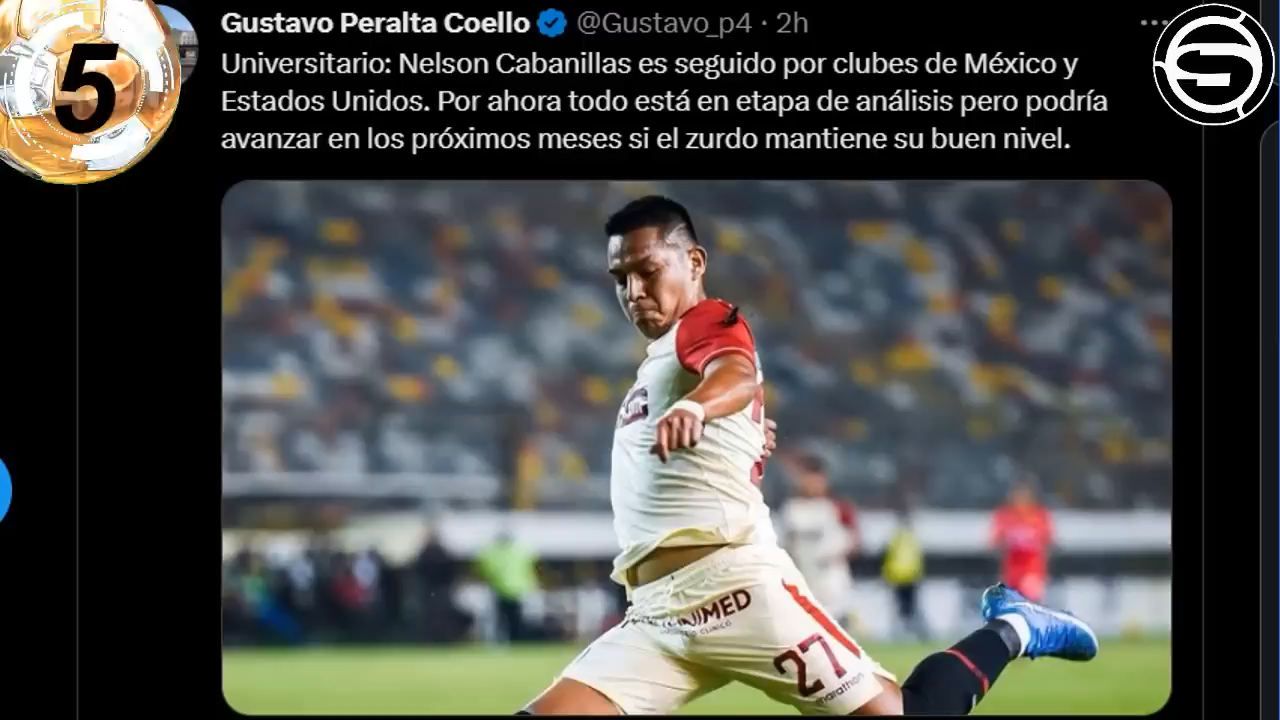 5
Gustavo Peralta Coello @Gustavo_p4 · 2h
Universitario: Nelson Cabanillas es seguido por clubes de México y
Estados Unidos. Por ahora todo está en etapa de análisis pero podría
avanzar en los próximos meses si el zurdo mantiene su buen nivel.
27
marathon